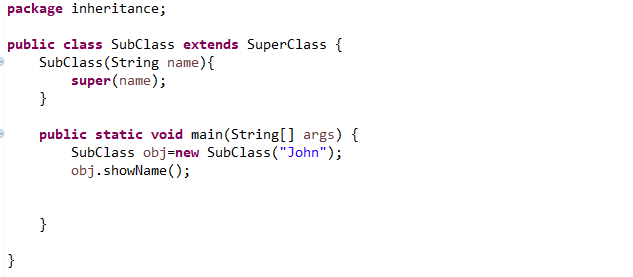 package inheritance;
public class SubClass extends SuperClass {
SubClass(String name){
super(name);
}
public static void main(String[] args) {
SubClass obj=new SubClass("John");
obj.showName();
}
}